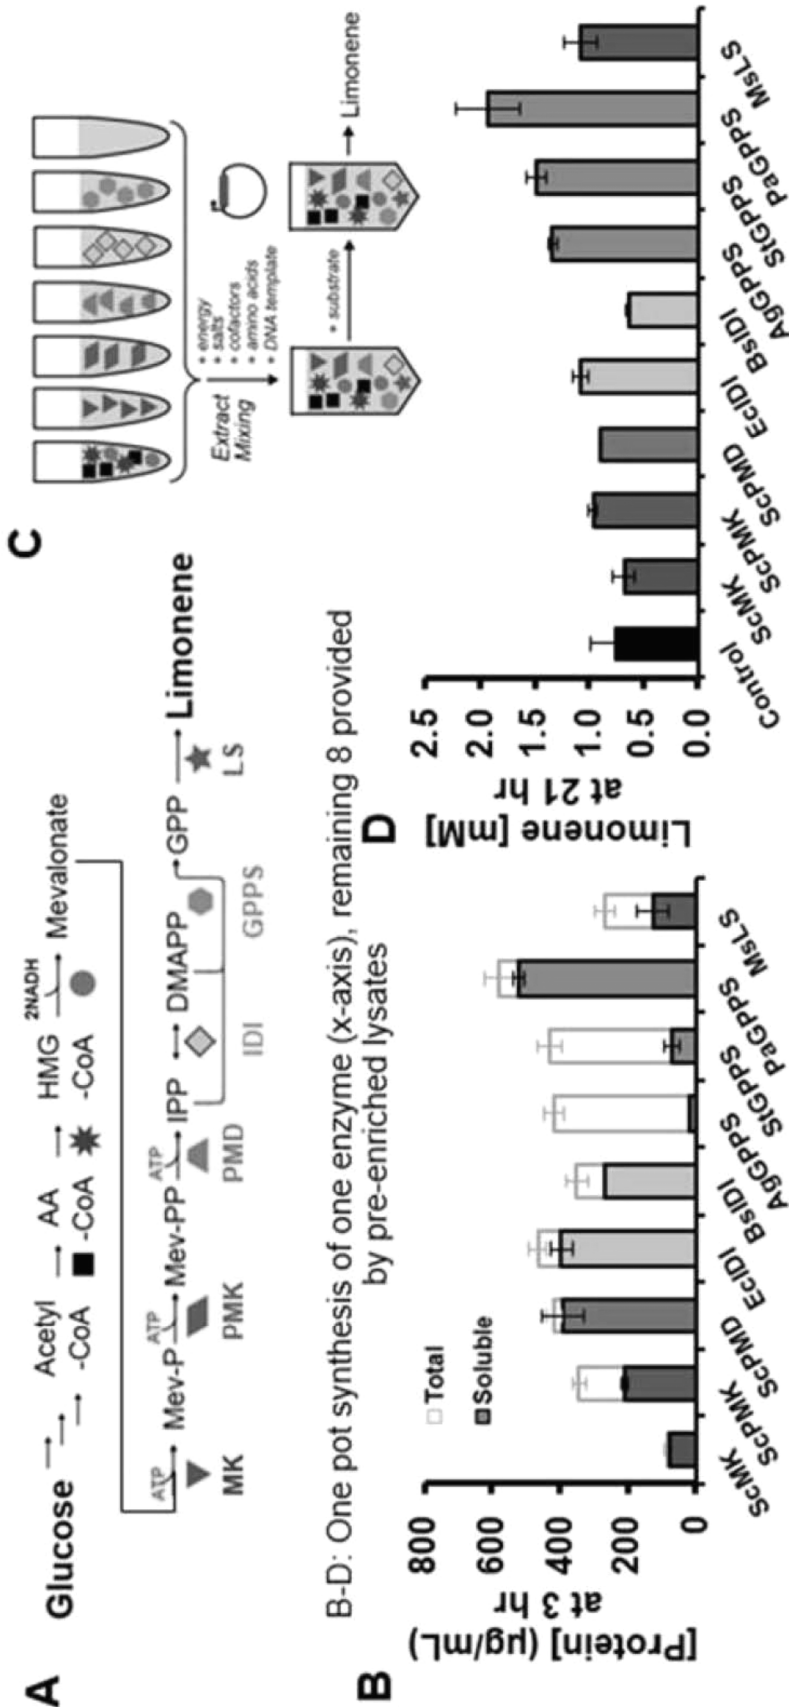 A
Glucose
Acetyl
-CoA
AA
-CoA
HMG
-CoA
2NADH
Mevalonate
ATP
Mev-P
ATP
Mev-PP
ATP
IPP
DMAPP
GPP
Limonene
MK
PMK
PMD
IDI
GPPS
LS
B-D: One pot synthesis of one enzyme (x-axis), remaining 8 provided
by pre-enriched lysates
B
[Protein] (µg/mL)
at 3 hr
800
600
400
200
0
Total
Soluble
ScMK
ScPMK
ScPMD
EcIDI
BsIDI
AgGPPS
StGPPS
PaGPPS
MsLS
C
Extract
Mixing
+ energy
+ salts
+ cofactors
+ amino acids
+ DNA template
+ substrate
Limonene
D
Limonene [mM]
at 21 hr
2.5
2.0
1.5
1.0
0.5
0.0
Control
ScMK
ScPMK
ScPMD
EcIDI
BsIDI
AgGPPS
StGPPS
PaGPPS
MsLS